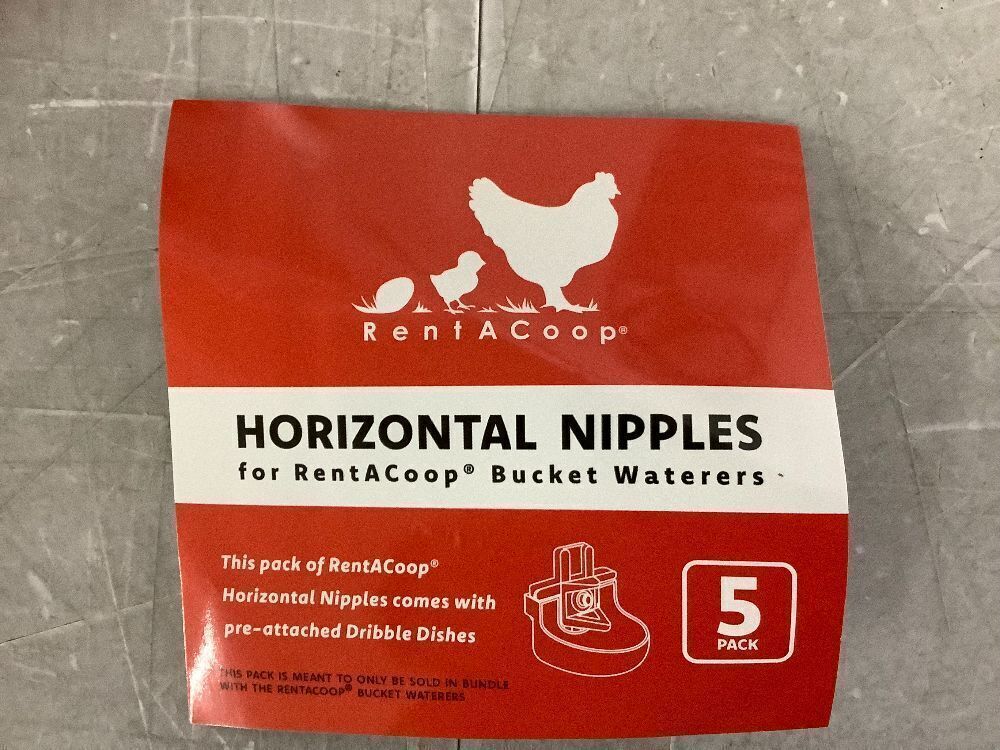 RentACoop®
HORIZONTAL NIPPLES
for RentACoop® Bucket Waterers
This pack of RentACoop®
Horizontal Nipples comes with
pre-attached Dribble Dishes
5
PACK
THIS PACK IS MEANT TO ONLY BE SOLD IN BUNDLE
WITH THE RENTACOOP® BUCKET WATERERS